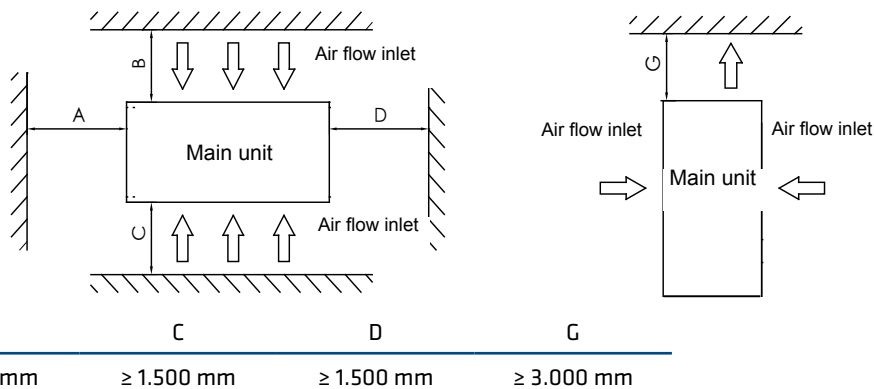 B
Air flow inlet
A
Main unit
D
C
Air flow inlet
G
Air flow inlet
Air flow inlet
Main unit
C D G
mm ≥ 1.500 mm ≥ 1.500 mm ≥ 3.000 mm